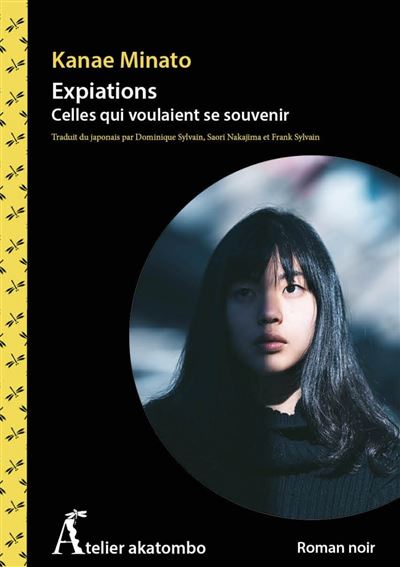 Kanae Minato
Expiations
Celles qui voulaient se souvenir
Traduit du japonais par Dominique Sylvain, Saori Nakajima et Frank Sylvain
Atelier akatombo
Roman noir